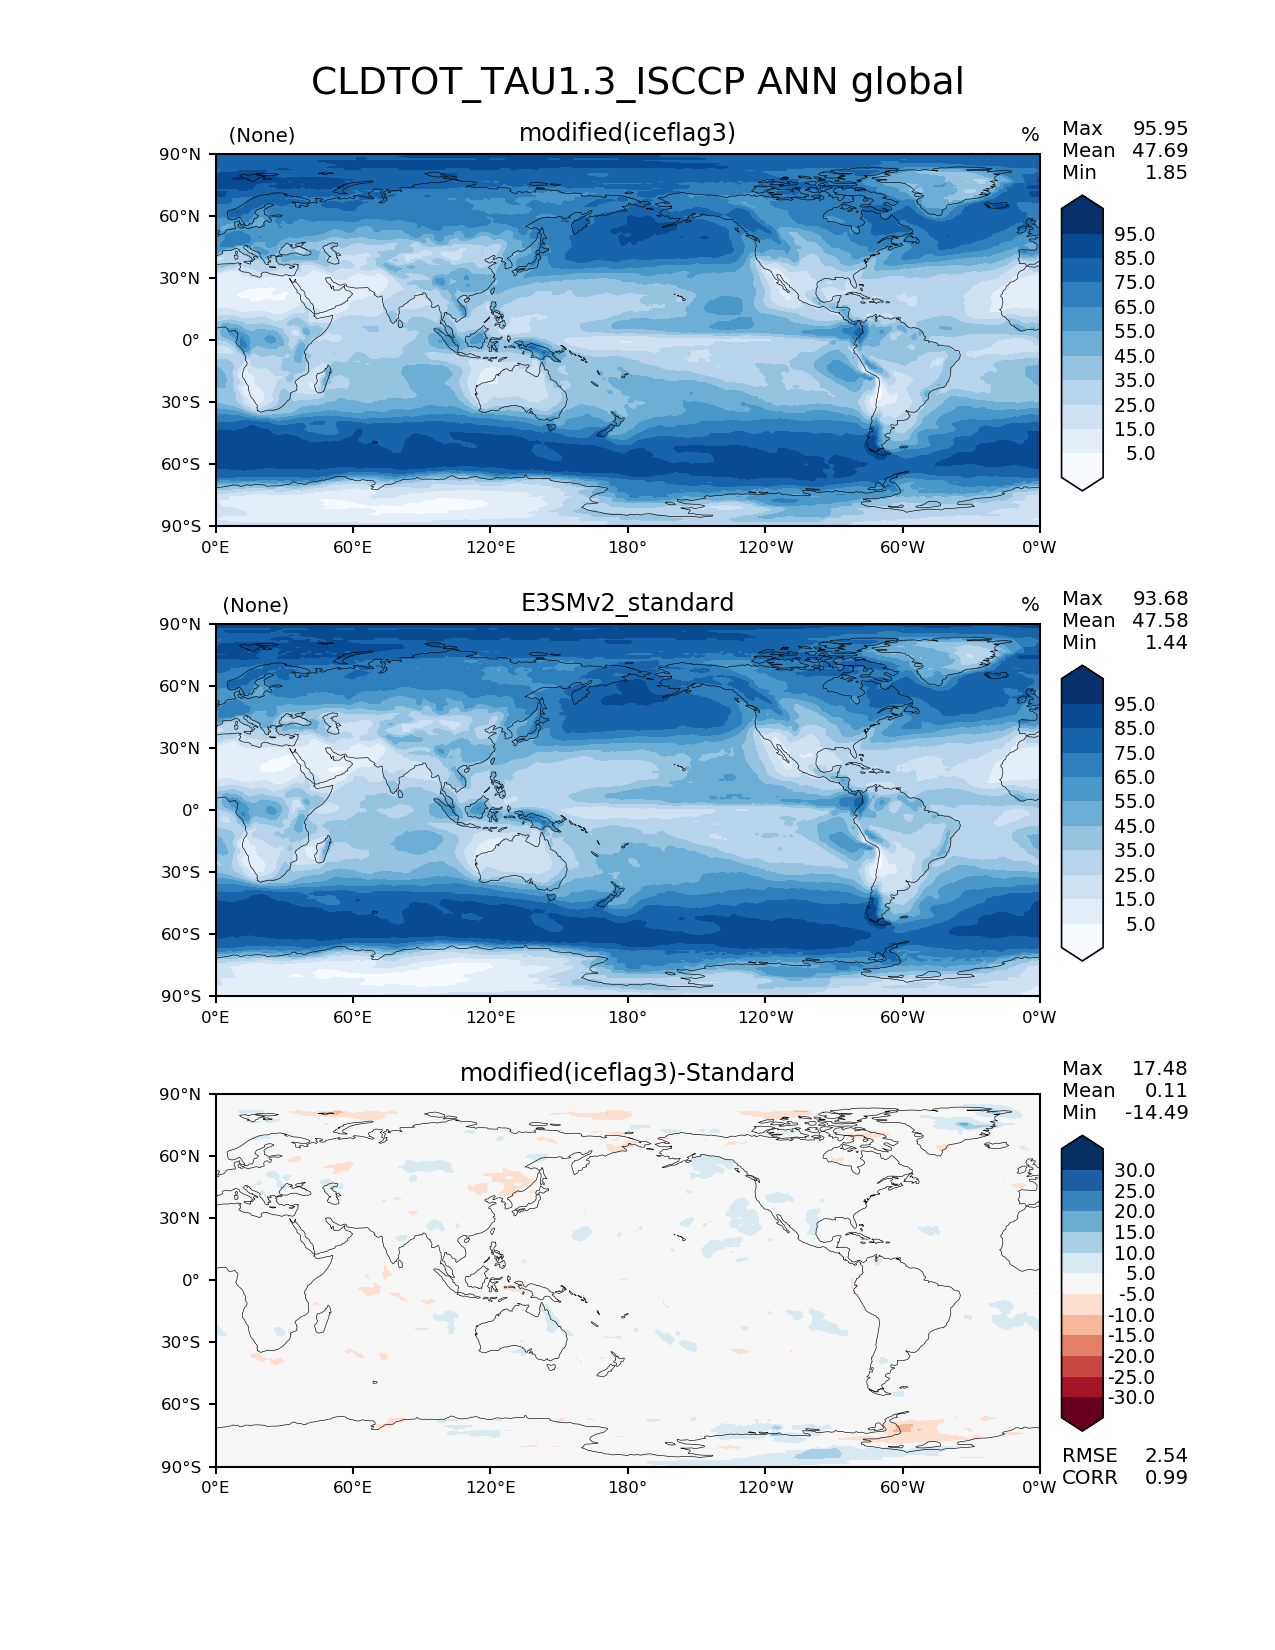 CLDTOT_TAU1.3_ISCCP ANN global
(None) modified(iceflag3) %
Max 95.95
Mean 47.69
Min 1.85
90°N
60°N
30°N
0°
30°S
60°S
90°S
0°E 60°E 120°E 180° 120°W 60°W 0°W
95.0
85.0
75.0
65.0
55.0
45.0
35.0
25.0
15.0
5.0
(None) E3SMv2_standard %
Max 93.68
Mean 47.58
Min 1.44
90°N
60°N
30°N
0°
30°S
60°S
90°S
0°E 60°E 120°E 180° 120°W 60°W 0°W
95.0
85.0
75.0
65.0
55.0
45.0
35.0
25.0
15.0
5.0
modified(iceflag3)-Standard
Max 17.48
Mean 0.11
Min -14.49
90°N
60°N
30°N
0°
30°S
60°S
90°S
0°E 60°E 120°E 180° 120°W 60°W 0°W
30.0
25.0
20.0
15.0
10.0
5.0
-5.0
-10.0
-15.0
-20.0
-25.0
-30.0
RMSE 2.54
CORR 0.99